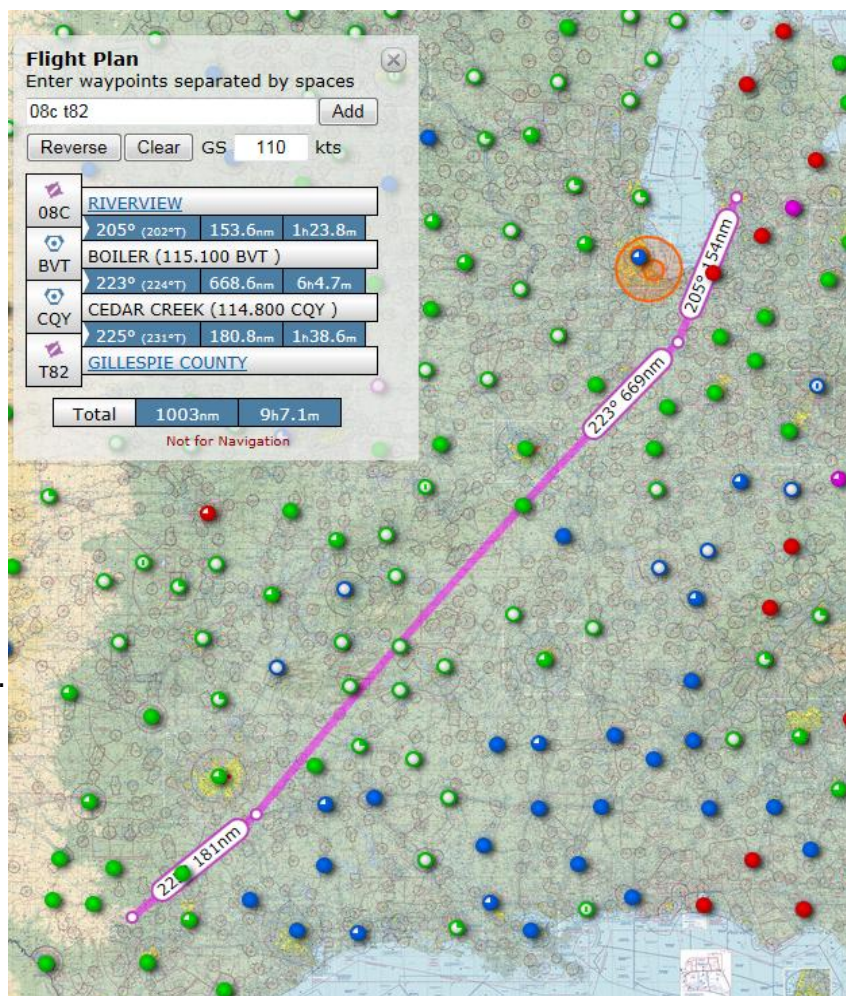 Flight Plan
Enter waypoints separated by spaces
08c t82 Add
Reverse Clear GS 110 kts
08C RIVERVIEW
205° (202°T) 153.6nm 1h23.8m
BVT BOILER (115.100 BVT )
223° (224°T) 668.6nm 6h4.7m
CQY CEDAR CREEK (114.800 CQY )
225° (231°T) 180.8nm 1h38.6m
T82 GILLESPIE COUNTY
Total 1003nm 9h7.1m
Not for Navigation
205° 154nm
223° 669nm
181nm